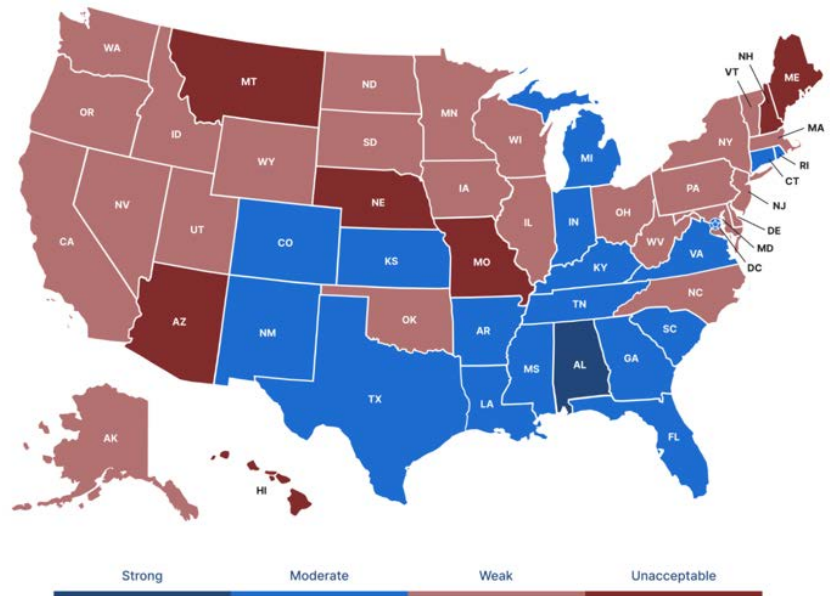 WA
MT
ND
MN
OR
ID
SD
WI
WY
MI
NY
NH
VT
ME
MA
RI
CT
NV
UT
CA
NE
IA
PA
NJ
IL
IN
OH
DE
MD
DC
CO
KS
MO
WV
VA
KY
AZ
NM
OK
AR
TN
NC
SC
TX
LA
MS
AL
GA
FL
AK
HI
Strong Moderate Weak Unacceptable